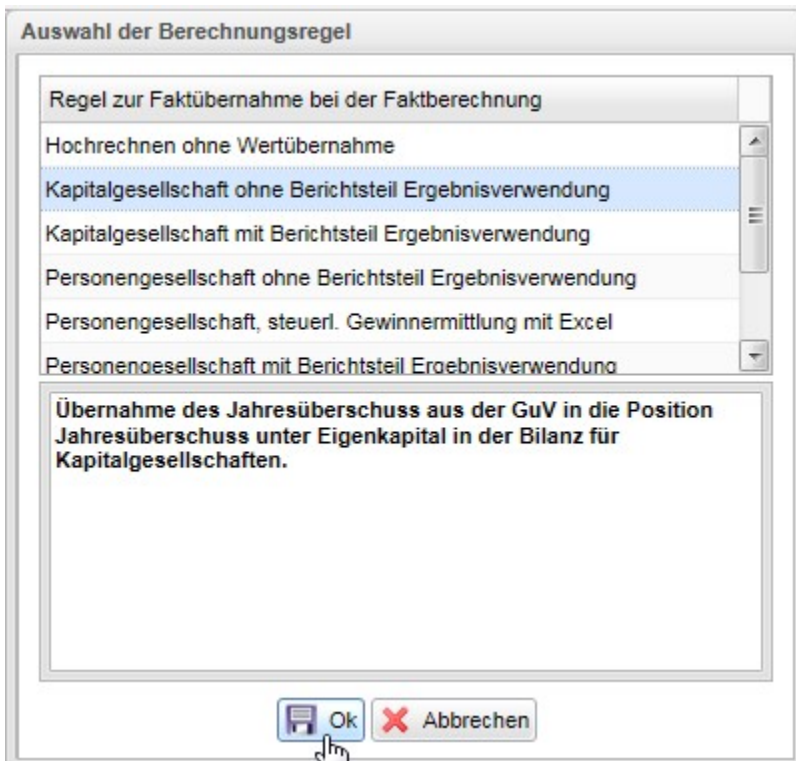 Auswahl der Berechnungsregel
Regel zur Faktübernahme bei der Faktberechnung
Hochrechnen ohne Wertübernahme
Kapitalgesellschaft ohne Berichtsteil Ergebnisverwendung
Kapitalgesellschaft mit Berichtsteil Ergebnisverwendung
Personengesellschaft ohne Berichtsteil Ergebnisverwendung
Personengesellschaft, steuerl. Gewinnermittlung mit Excel
Personengesellschaft mit Berichtsteil Ergebnisverwendung
Übernahme des Jahresüberschuss aus der GuV in die Position
Jahresüberschuss unter Eigenkapital in der Bilanz für
Kapitalgesellschaften.
Ok Abbrechen